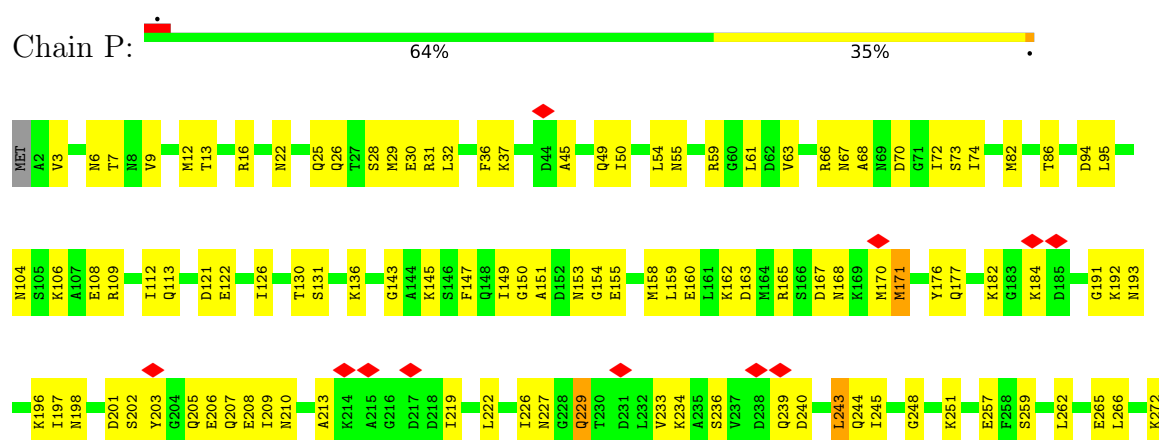 Chain P:
•
64%
35%
•
MET A2 V3 N6 T7 N8 V9 M12 T13 R16 N22 Q25 Q26 T27 S28 M29 E30 R31 L32 F36 K37 D44 A45 Q49 I50 L54 N55 R59 G60 L61 D62 V63 R66 N67 A68 N69 D70 G71 I72 S73 I74 M82 T86 D94 L95
N104 S105 K106 A107 E108 R109 I112 Q113 D121 E122 I126 T130 S131 K136 G143 A144 K145 S146 F147 Q148 I149 G150 A151 D152 N153 G154 E155 M158 L159 E160 L161 K162 D163 M164 R165 S166 D167 N168 K169 M170 M171 Y176 Q177 K182 G183 K184 D185 G191 K192 N193
K196 I197 N198 D201 S202 Y203 G204 Q205 E206 Q207 E208 I209 N210 A213 K214 A215 G216 D217 D218 I219 L222 I226 N227 G228 Q229 T230 D231 L232 V233 K234 A235 S236 V237 D238 Q239 D240 L243 Q244 I245 G248 K251 E257 F258 S259 L262 E265 L266 K272